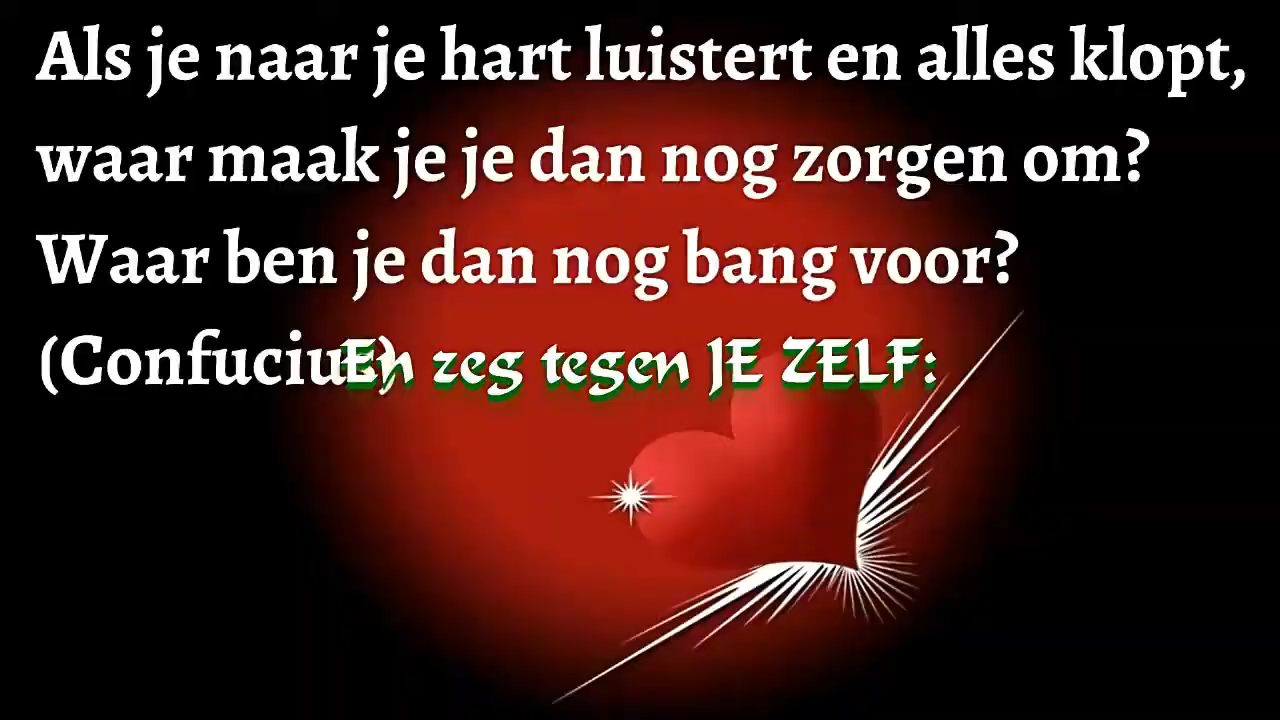 Als je naar je hart luistert en alles klopt,
waar maak je je dan nog zorgen om?
Waar ben je dan nog bang voor?
(Confucius)
En zeg tegen JE ZELF: